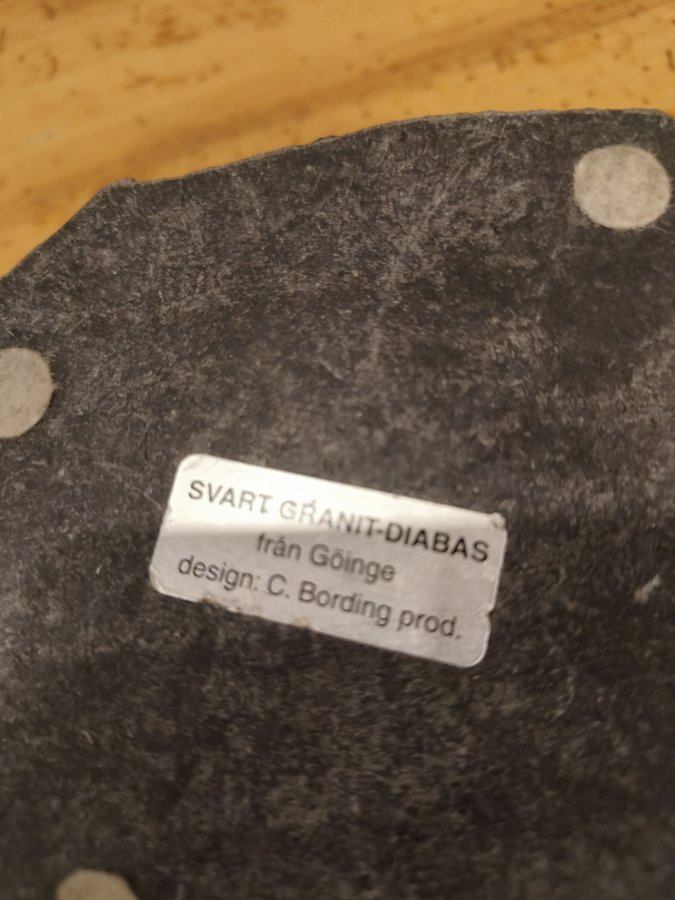 SVART GRANIT-DIABAS
från Göinge
design: C. Bording prod.